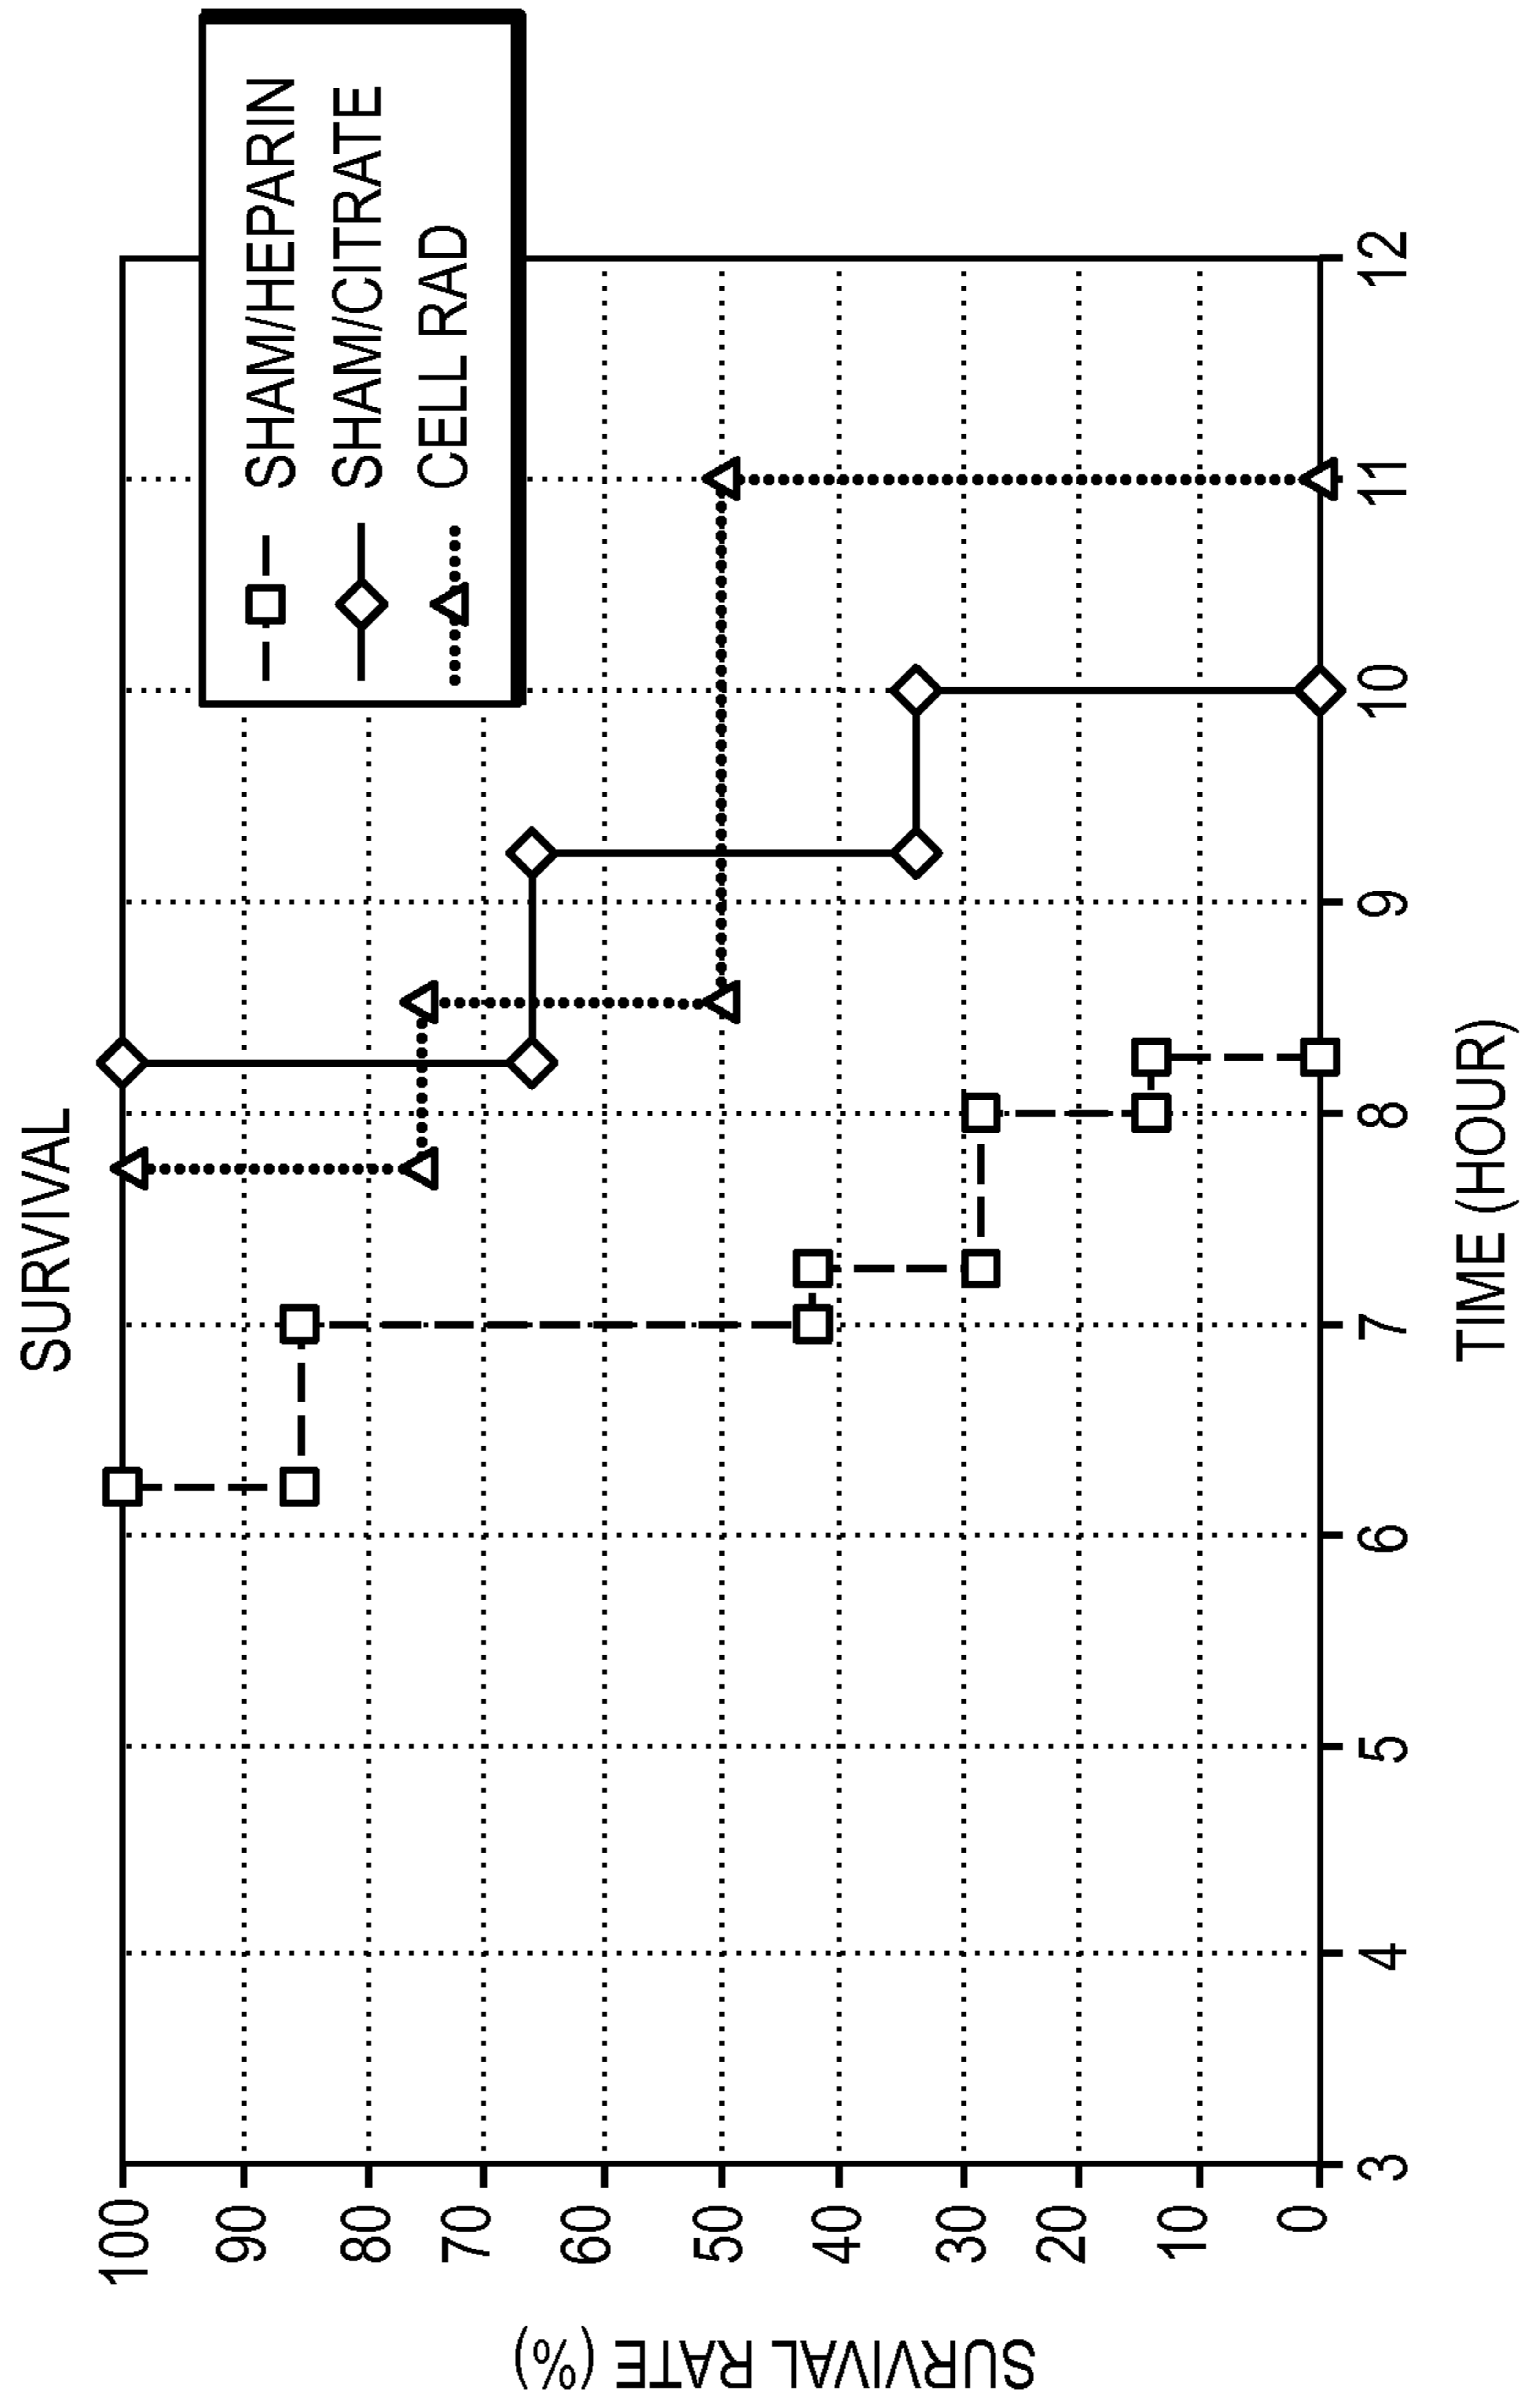 SURVIVAL
SHAM/HEPARIN
SHAM/CITRATE
CELL RAD
SURVIVAL RATE (%)
100
90
80
70
60
50
40
30
20
10
0
3 4 5 6 7 8 9 10 11 12
TIME (HOUR)